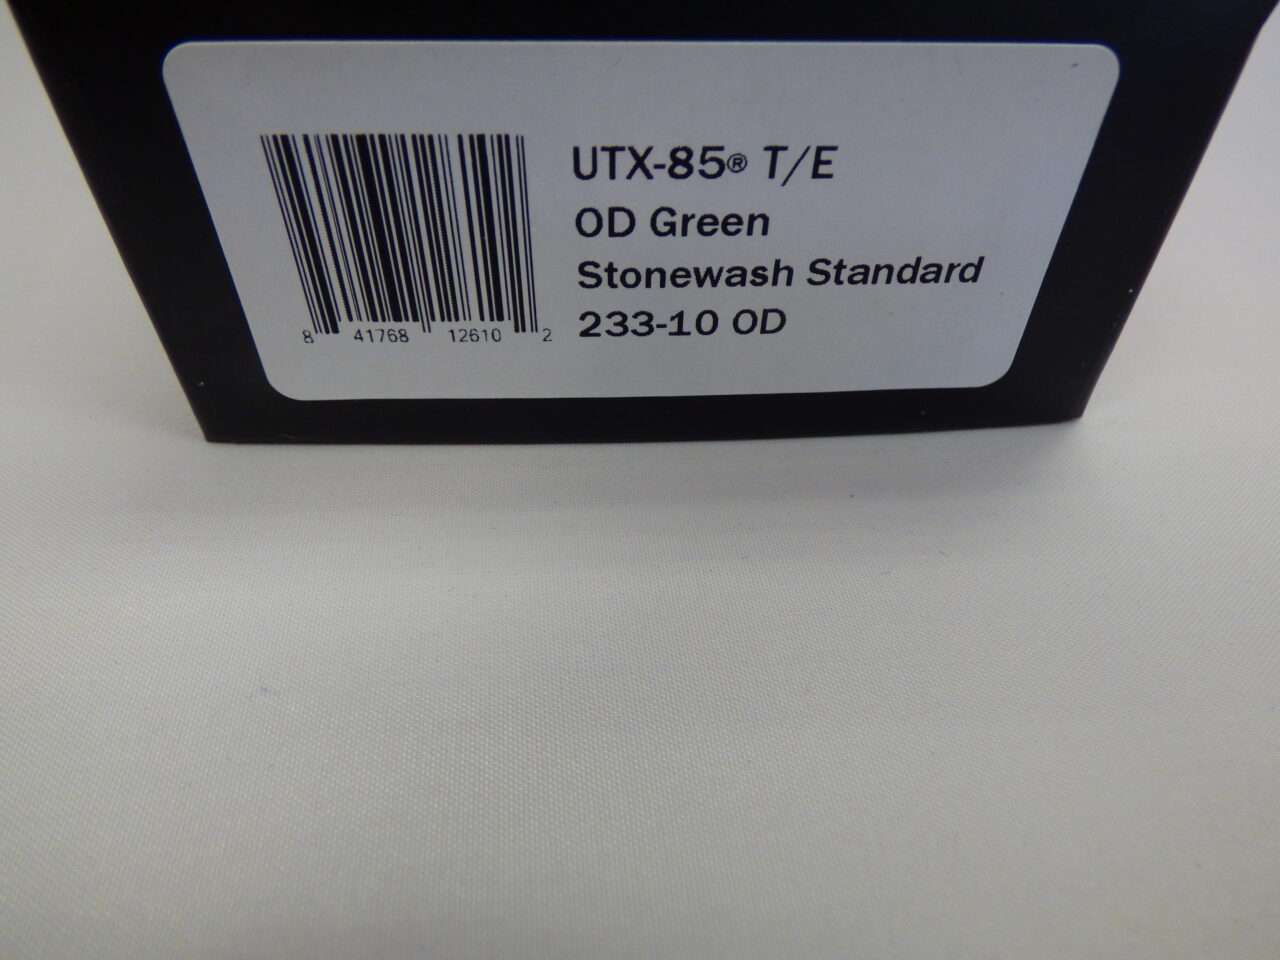 UTX-85® T/E
OD Green
Stonewash Standard
233-10 OD
8 41768 12610 2